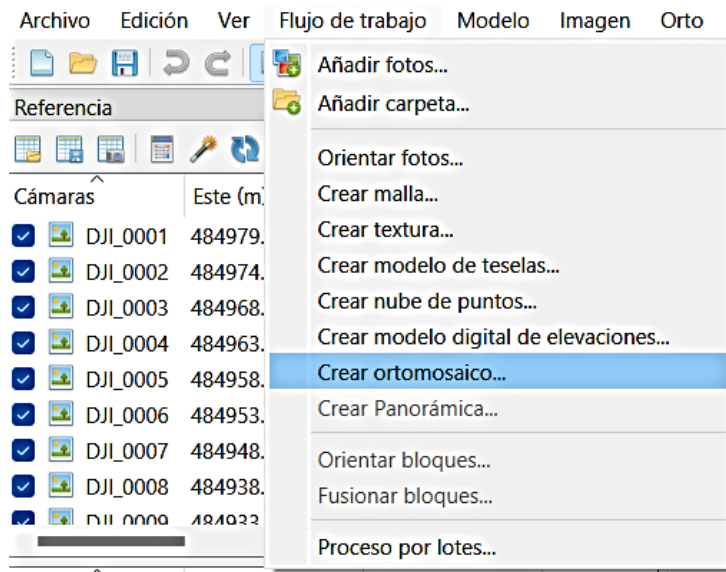 Archivo Edición Ver Flujo de trabajo Modelo Imagen Orto
Añadir fotos...
Añadir carpeta...
Orientar fotos...
Crear malla...
Crear textura...
Crear modelo de teselas...
Crear nube de puntos...
Crear modelo digital de elevaciones...
Crear ortomosaico...
Crear Panorámica...
Orientar bloques...
Fusionar bloques...
Proceso por lotes...
Referencia
Cámaras Este (m)
DJI_0001 484979.
DJI_0002 484974.
DJI_0003 484968.
DJI_0004 484963.
DJI_0005 484958.
DJI_0006 484953.
DJI_0007 484948.
DJI_0008 484938.
DJI_0009 484933